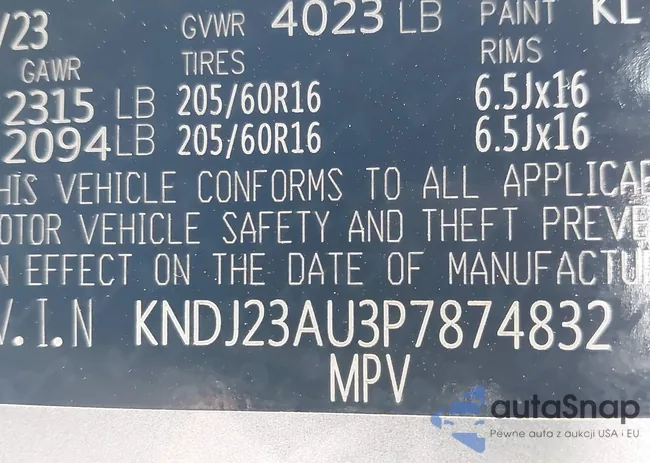 /23 GVWR 4023 LB PAINT KL
GAWR TIRES RIMS
2315 LB 205/60R16 6.5Jx16
2094 LB 205/60R16 6.5Jx16
HIS VEHICLE CONFORMS TO ALL APPLICAB
OTOR VEHICLE SAFETY AND THEFT PREVE
N EFFECT ON THE DATE OF MANUFACTU
V.I.N KNDJ23AU3P7874832
MPV
autaSnap
Pewne auta z aukcji USA i EU